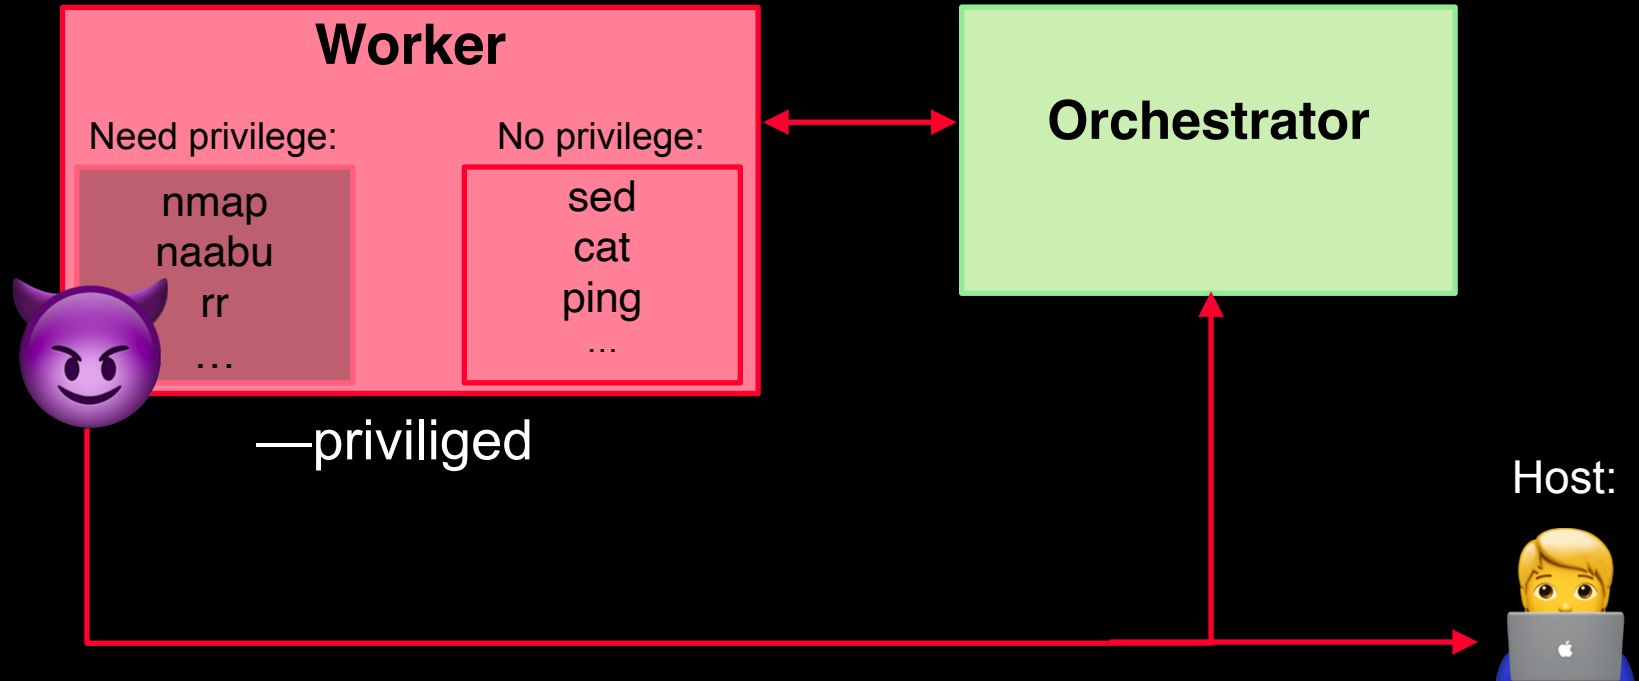 Worker
Need privilege:
nmap
naabu
rr
…
No privilege:
sed
cat
ping
…
—priviliged
Orchestrator
Host: